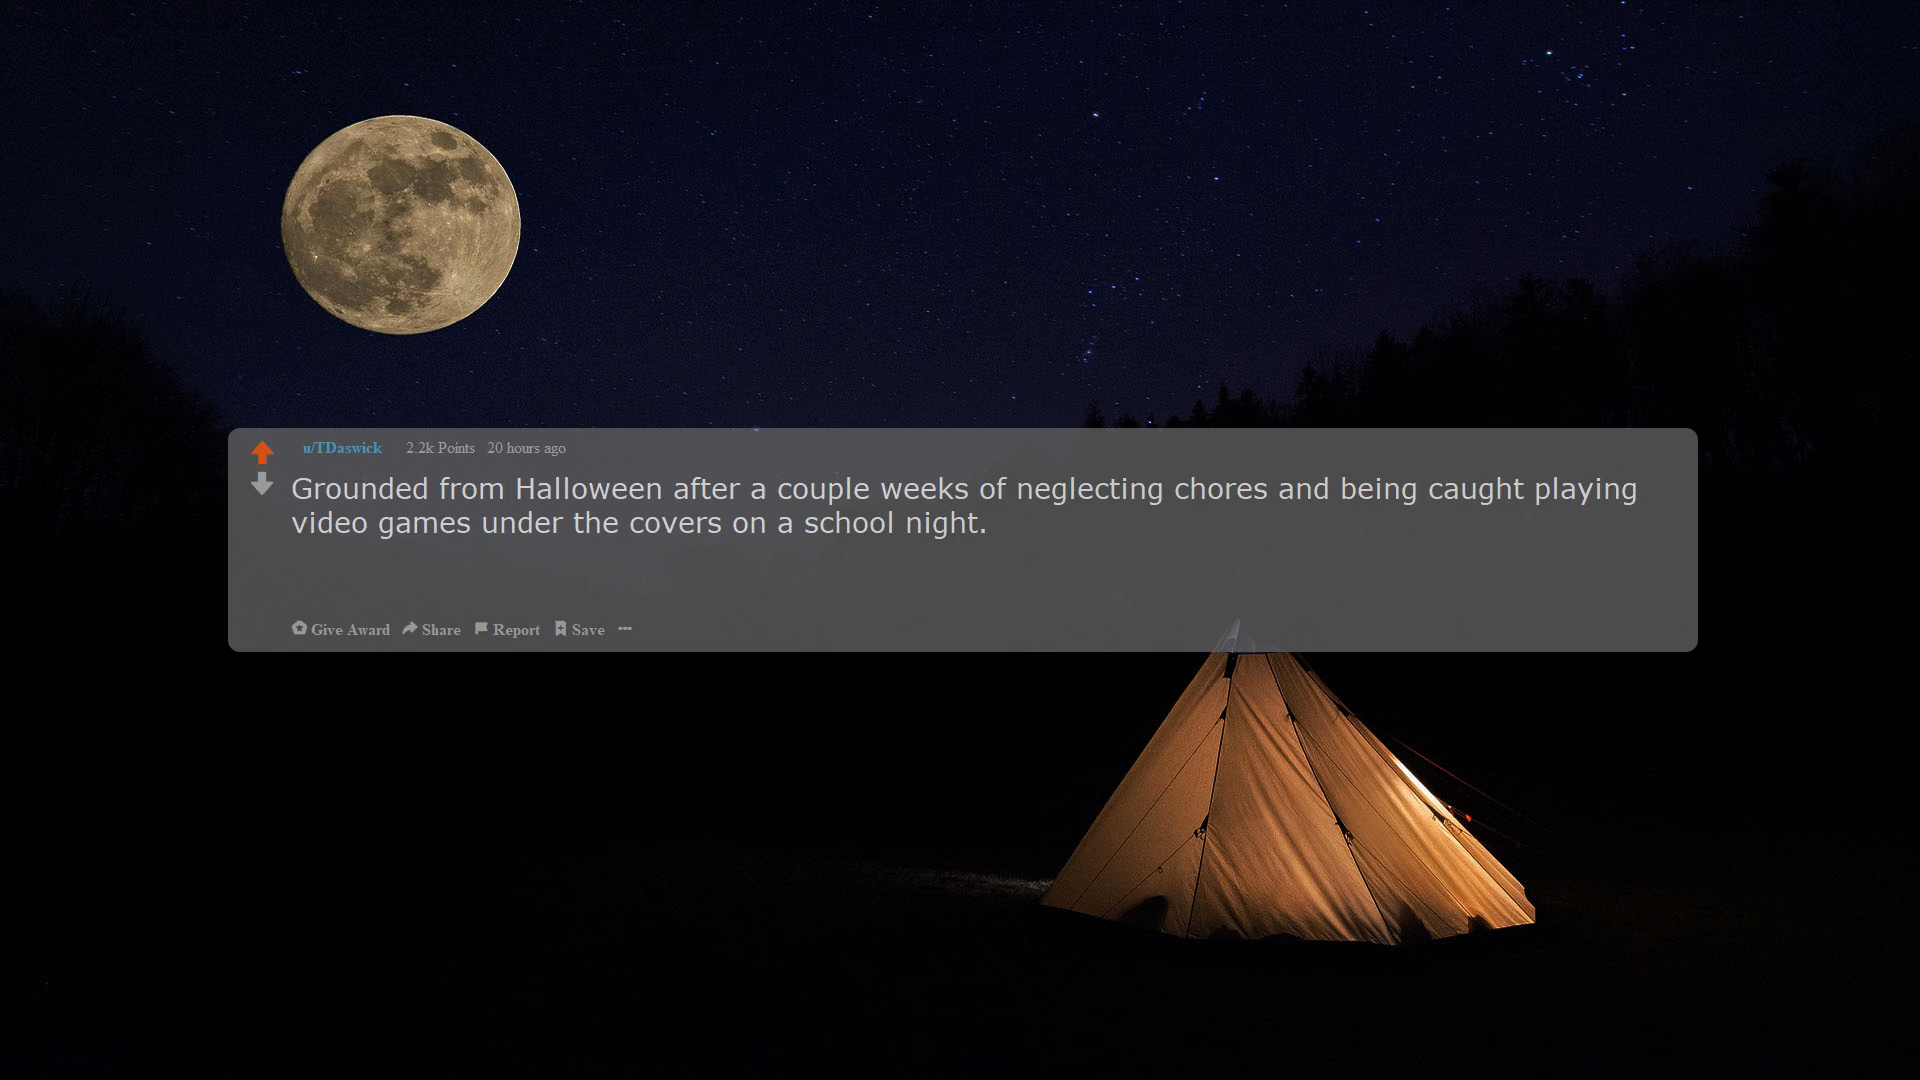 u/TDaswick 2.2k Points 20 hours ago
Grounded from Halloween after a couple weeks of neglecting chores and being caught playing
video games under the covers on a school night.
Give Award Share Report Save